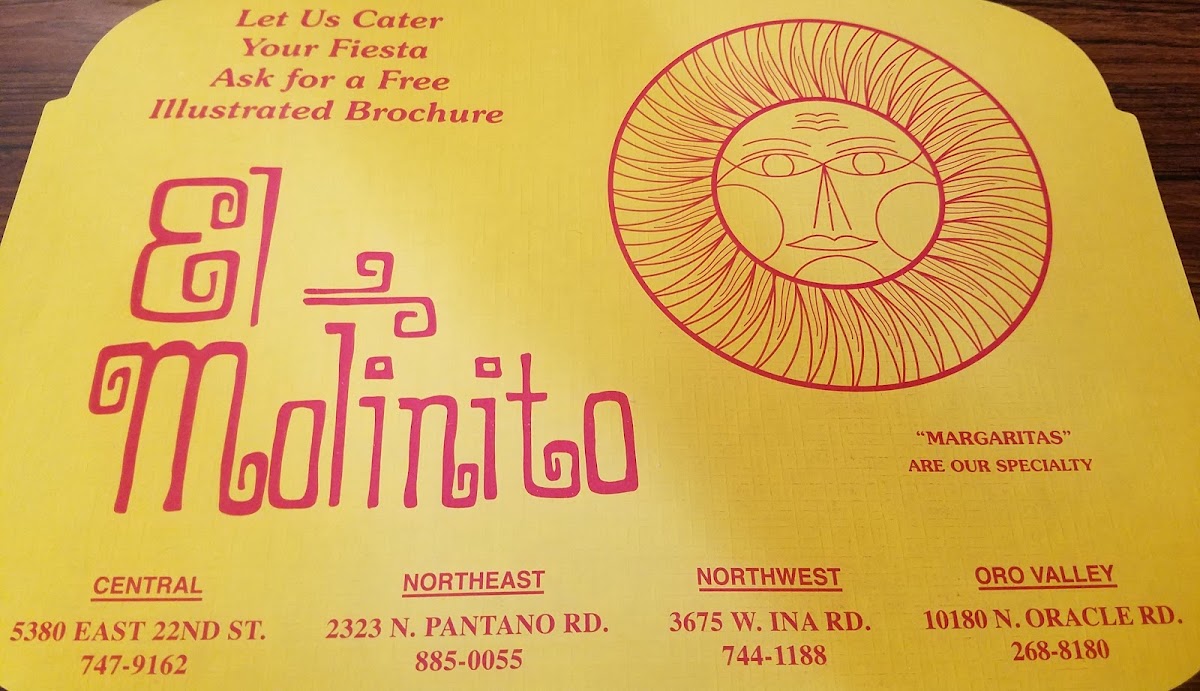 Let Us Cater
Your Fiesta
Ask for a Free
Illustrated Brochure
El
Molinito
“MARGARITAS”
ARE OUR SPECIALTY
CENTRAL
5380 EAST 22ND ST.
747-9162
NORTHEAST
2323 N. PANTANO RD.
885-0055
NORTHWEST
3675 W. INA RD.
744-1188
ORO VALLEY
10180 N. ORACLE RD.
268-8180